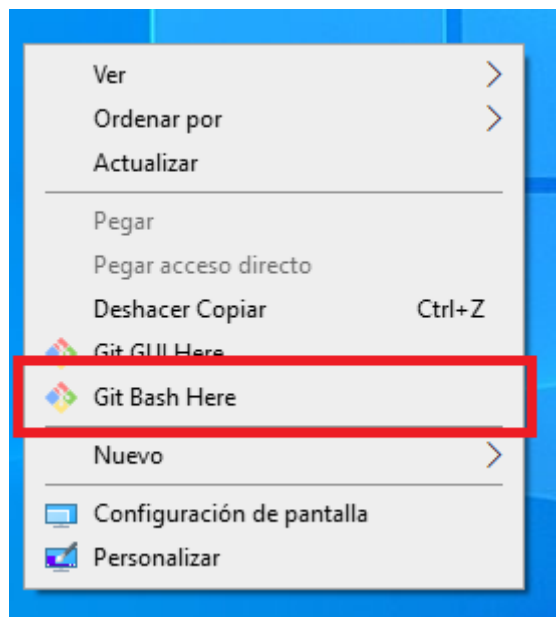 Ver
Ordenar por
Actualizar
Pegar
Pegar acceso directo
Deshacer Copiar Ctrl+Z
Git GUI Here
Git Bash Here
Nuevo
Configuración de pantalla
Personalizar